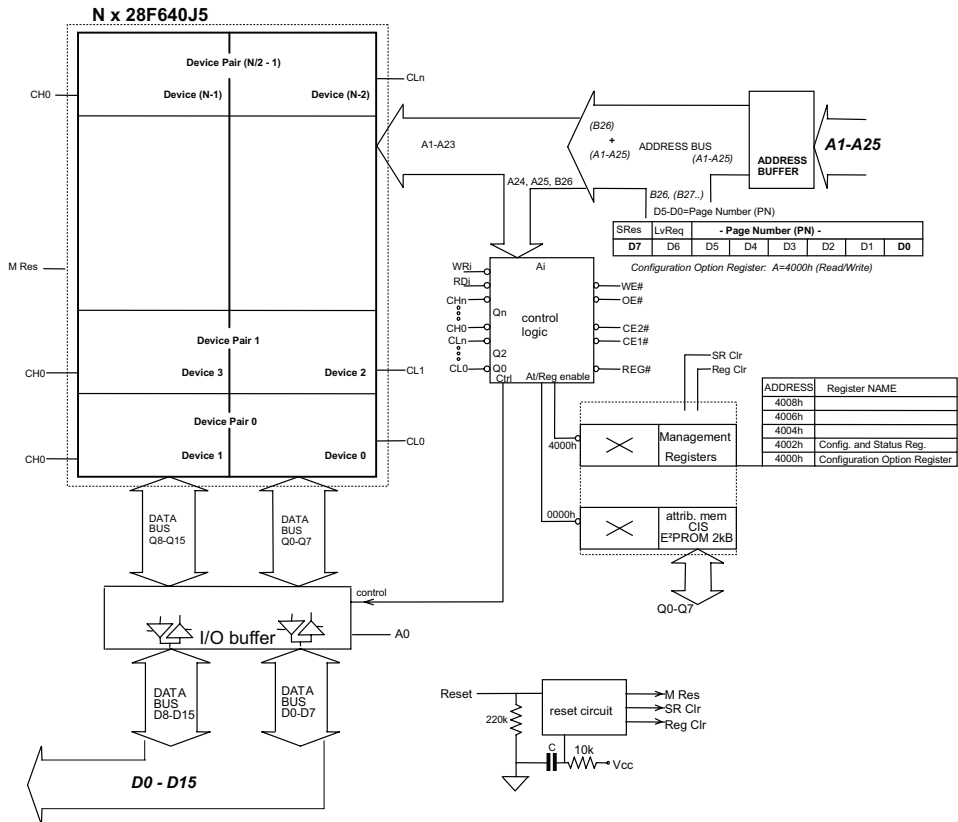 N x 28F640J5
Device Pair (N/2 - 1)
CH0
Device (N-1)
Device (N-2)
CLn
A1-A23
(B26)
+
(A1-A25)
ADDRESS BUS
(A1-A25)
ADDRESS
BUFFER
A1-A25
A24, A25, B26
B26, (B27..)
D5-D0=Page Number (PN)
SRes LvReq - Page Number (PN) -
D7 D6 D5 D4 D3 D2 D1 D0
Configuration Option Register: A=4000h (Read/Write)
M Res
WRi
RDi
CHn
CH0
CLn
CL0
Ai
Qn
control
logic
Q2
Q0
Ctrl
At/Reg enable
WE#
OE#
CE2#
CE1#
REG#
Device Pair 1
CH0
Device 3
Device 2
CL1
Device Pair 0
CL0
CH0
Device 1
Device 0
SR Clr
Reg Clr
ADDRESS Register NAME
4008h
4006h
4004h
4002h Config. and Status Reg.
4000h Configuration Option Register
4000h
Management
Registers
0000h
attrib. mem
CIS
E²PROM 2kB
Q0-Q7
DATA
BUS
Q8-Q15
DATA
BUS
Q0-Q7
control
I/O buffer
A0
DATA
BUS
D8-D15
DATA
BUS
D0-D7
D0 - D15
Reset
220k
reset circuit
M Res
SR Clr
Reg Clr
C
10k
Vcc